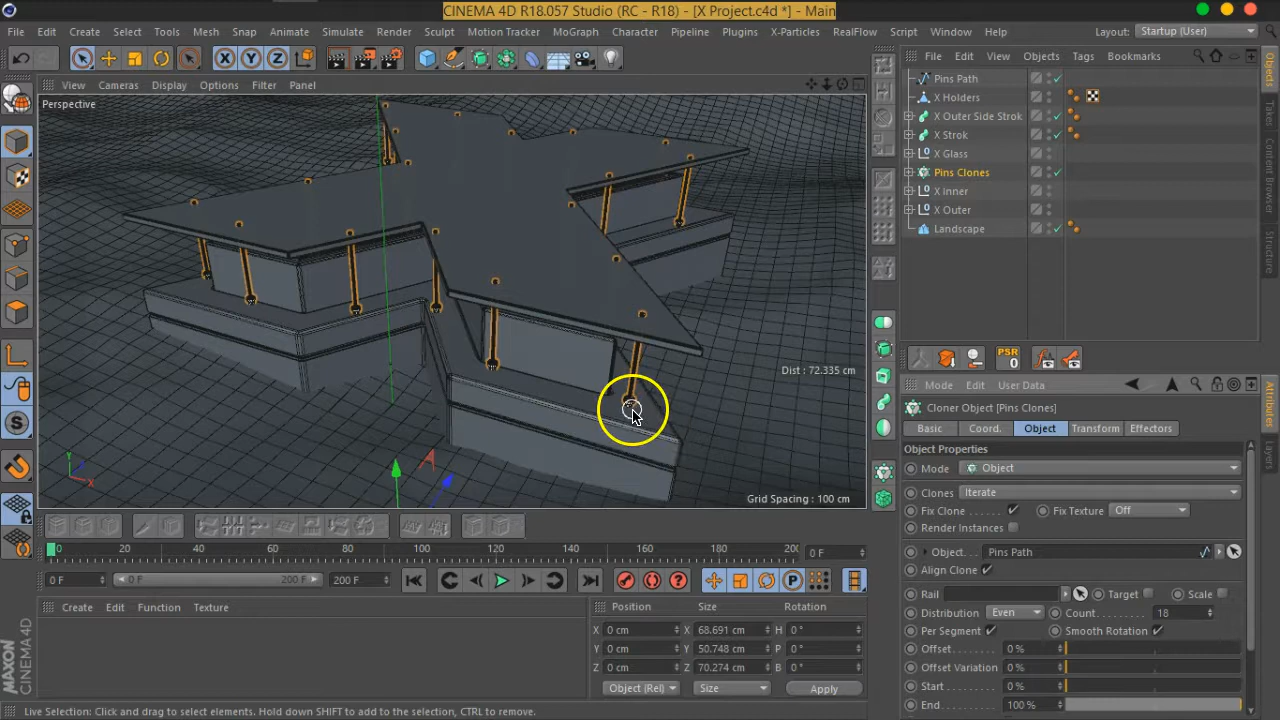 CINEMA 4D R18.057 Studio (RC - R18) - [X Project.c4d *] - Main
File Edit Create Select Tools Mesh Snap Animate Simulate Render Sculpt Motion Tracker MoGraph Character Pipeline Plugins X-Particles RealFlow Script Window Help Layout: Startup (User)
X Y Z
View Cameras Display Options Filter Panel
File Edit View Objects Tags Bookmarks
Perspective
Pins Path
X Holders
X Outer Side Strok
X Strok
X Glass
Pins Clones
X Inner
X Outer
Landscape
Objects
Takes
Content Browser
Structure
Dist : 72.335 cm
Grid Spacing : 100 cm
Y
X
PSR
0
Mode Edit User Data
Cloner Object [Pins Clones]
Basic Coord. Object Transform Effectors
Object Properties
Mode Object
Clones Iterate
Fix Clone Fix Texture Off
Render Instances
Object Pins Path
Align Clone
Rail Target Scale
Distribution Even Count 18
Per Segment Smooth Rotation
Offset 0 %
Offset Variation 0 %
Start 0 %
End 100 %
Attributes
Layers
0 20 40 60 80 100 120 140 160 180 200 0 F
0 F 0 F 200 F 200 F
Create Edit Function Texture
Position Size Rotation
X 0 cm X 68.691 cm H 0 °
Y 0 cm Y 50.748 cm P 0 °
Z 0 cm Z 70.274 cm B 0 °
Object (Rel) Size Apply
MAXON
CINEMA 4D
Live Selection: Click and drag to select elements. Hold down SHIFT to add to the selection, CTRL to remove.